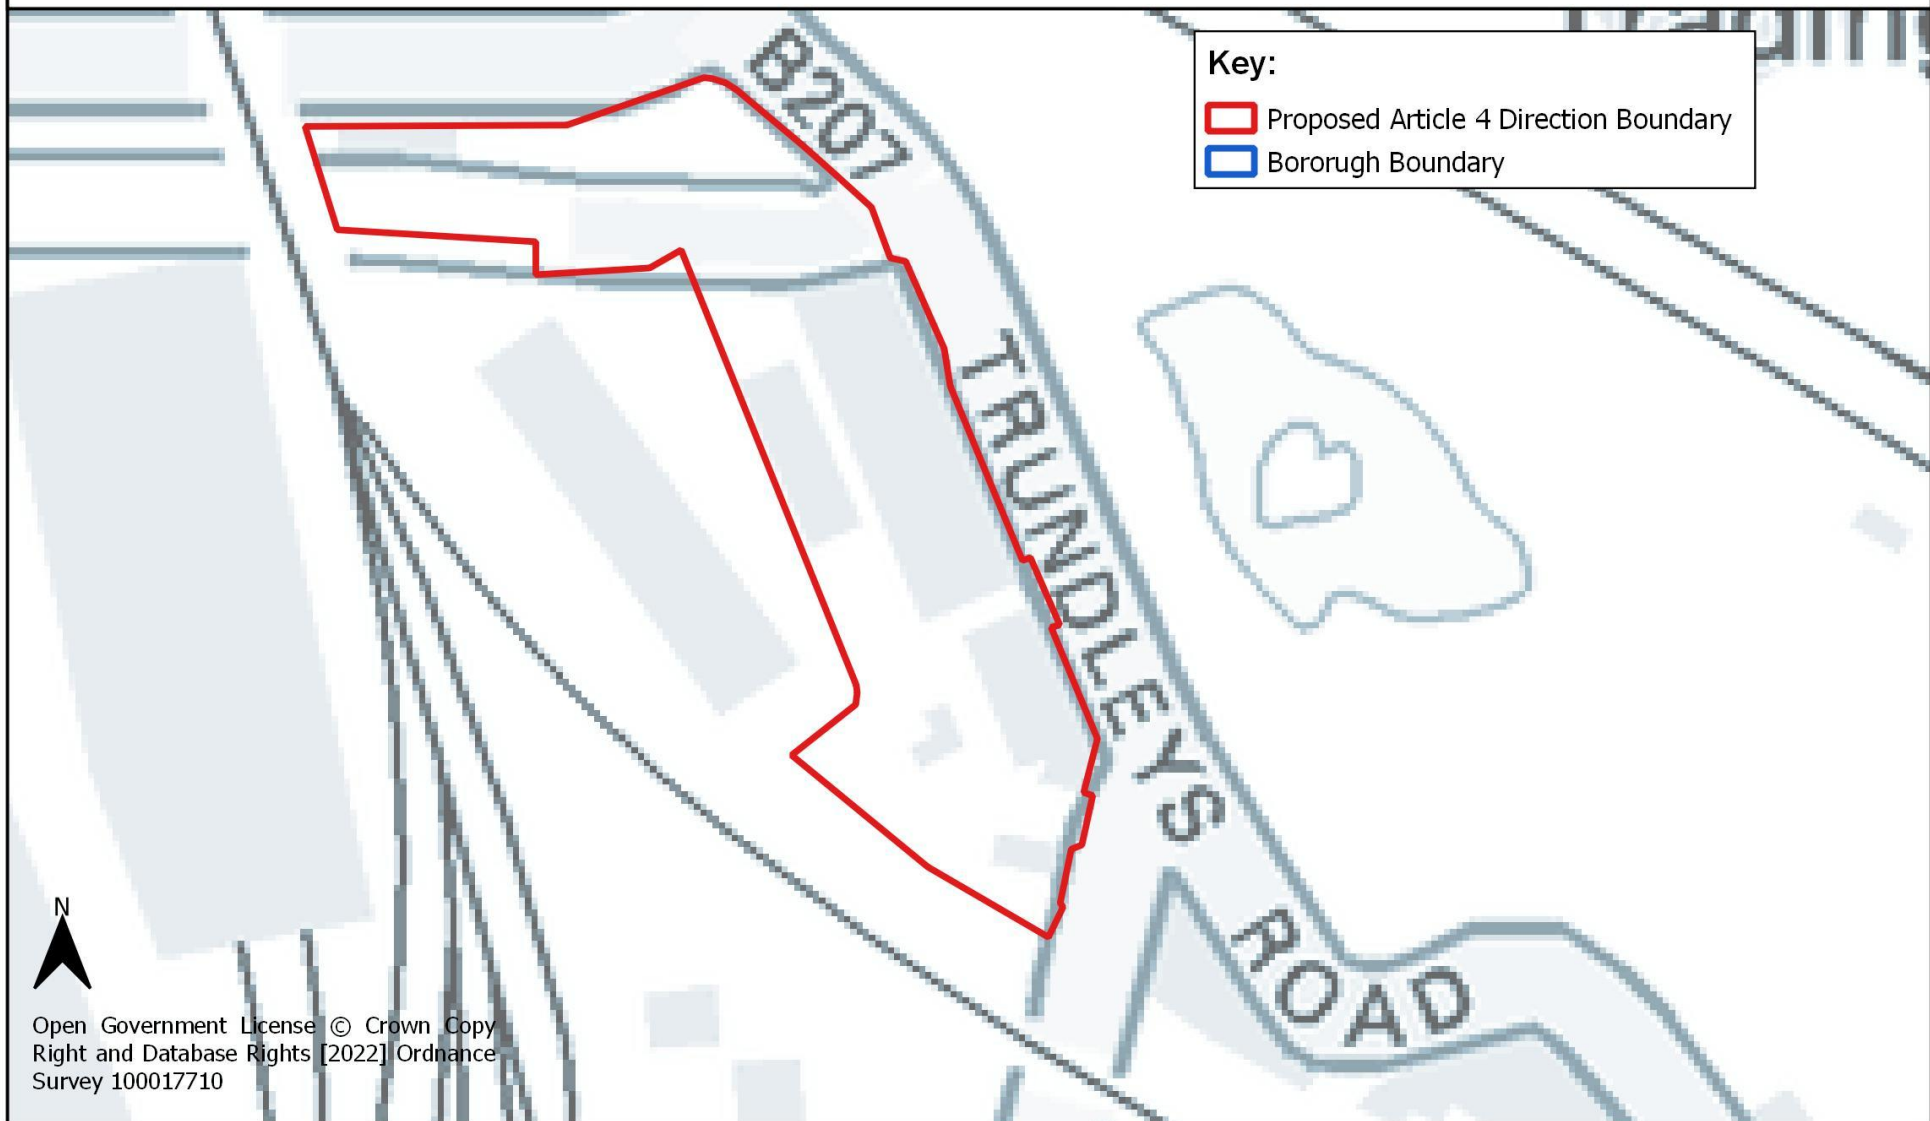 B207
Key:
Proposed Article 4 Direction Boundary
Bororugh Boundary
TRUNDLEYS
ROAD
N
Open Government License © Crown Copy
Right and Database Rights [2022] Ordnance
Survey 100017710